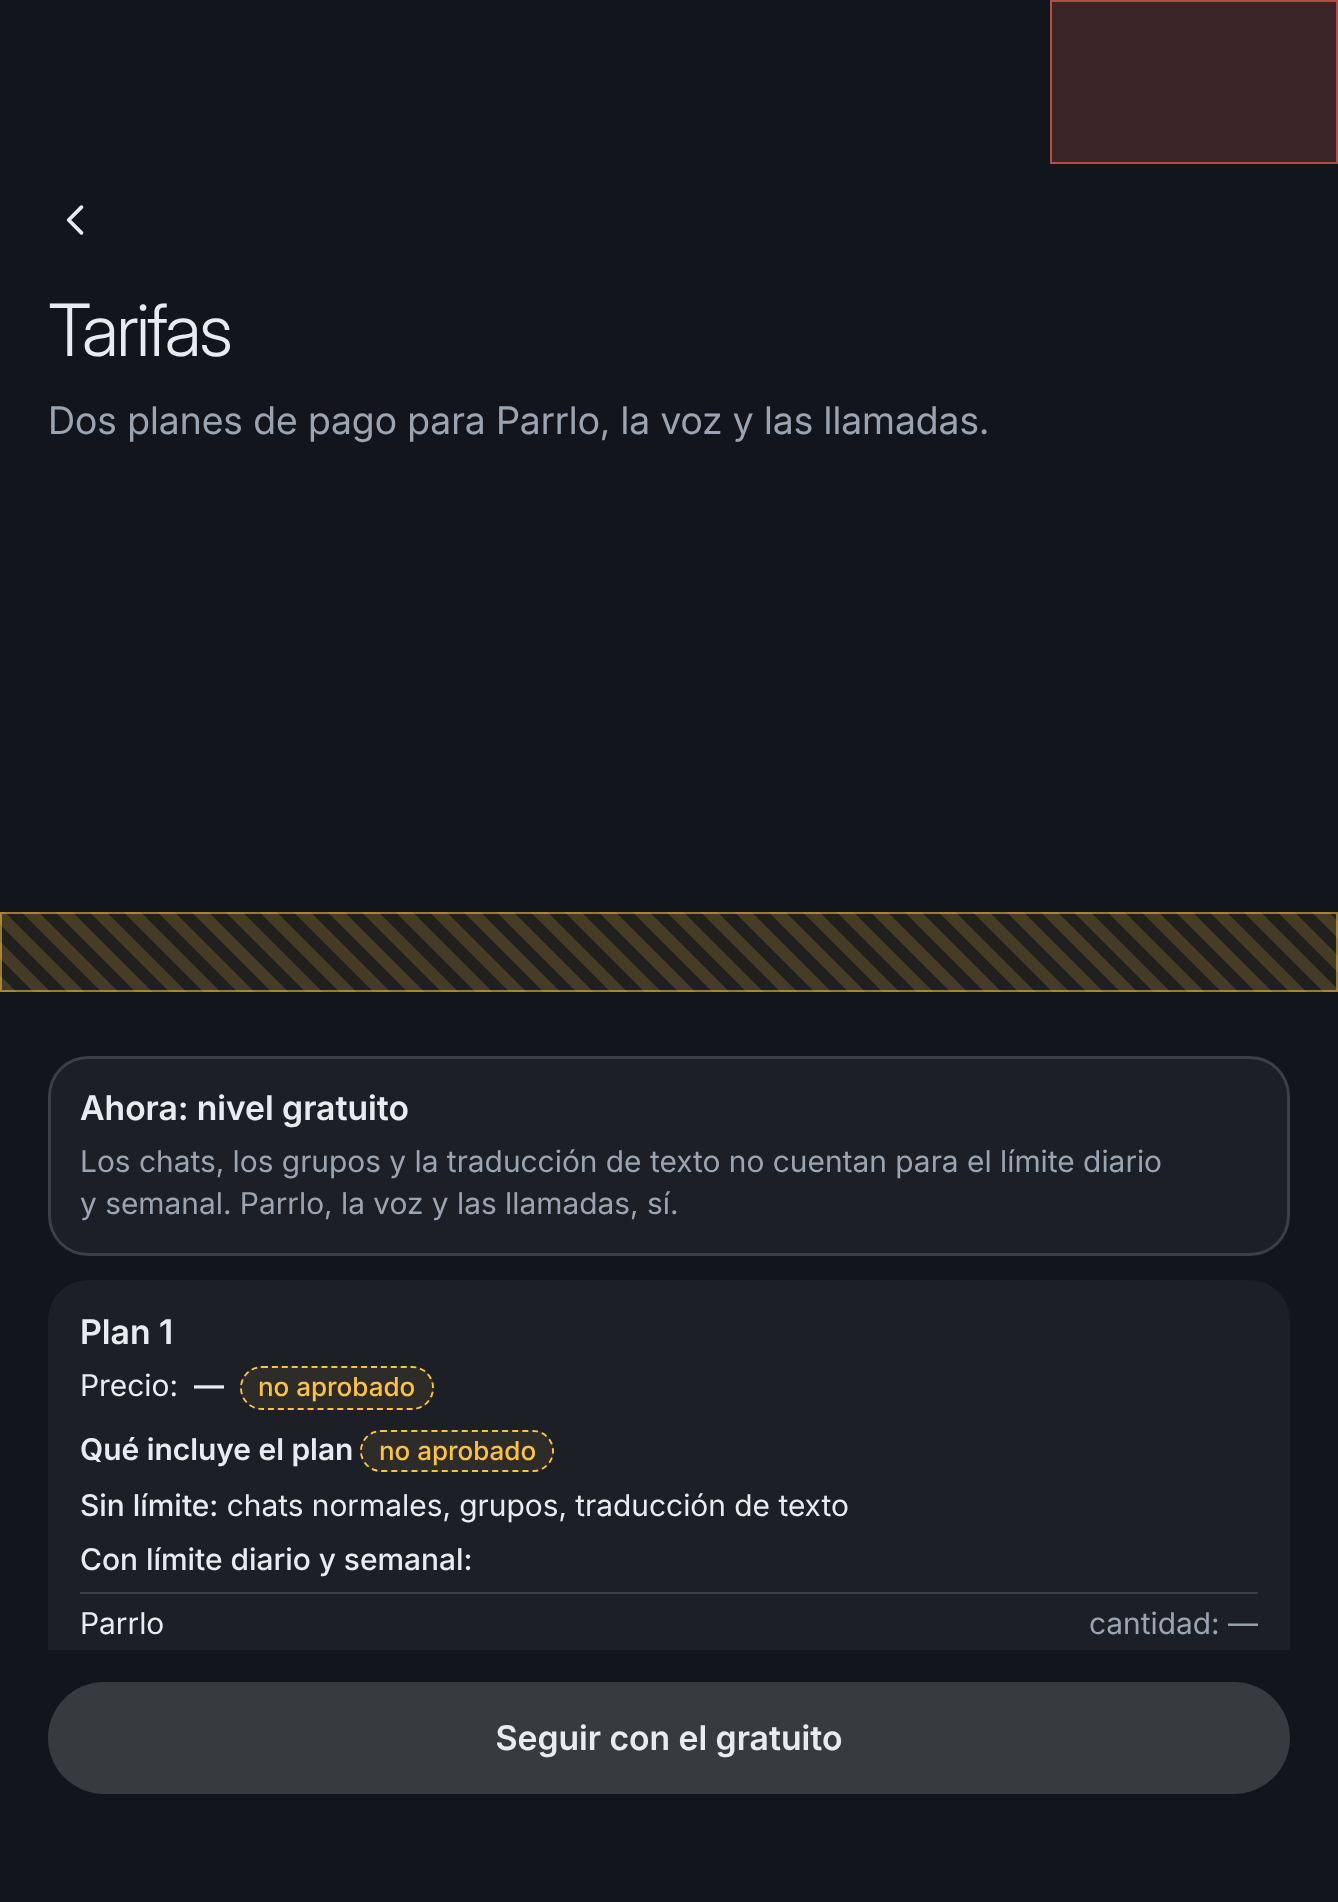 Tarifas
Dos planes de pago para Parrlo, la voz y las llamadas.
Ahora: nivel gratuito
Los chats, los grupos y la traducción de texto no cuentan para el límite diario
y semanal. Parrlo, la voz y las llamadas, sí.
Plan 1
Precio: — no aprobado
Qué incluye el plan no aprobado
Sin límite: chats normales, grupos, traducción de texto
Con límite diario y semanal:
Parrlo cantidad: —
Seguir con el gratuito